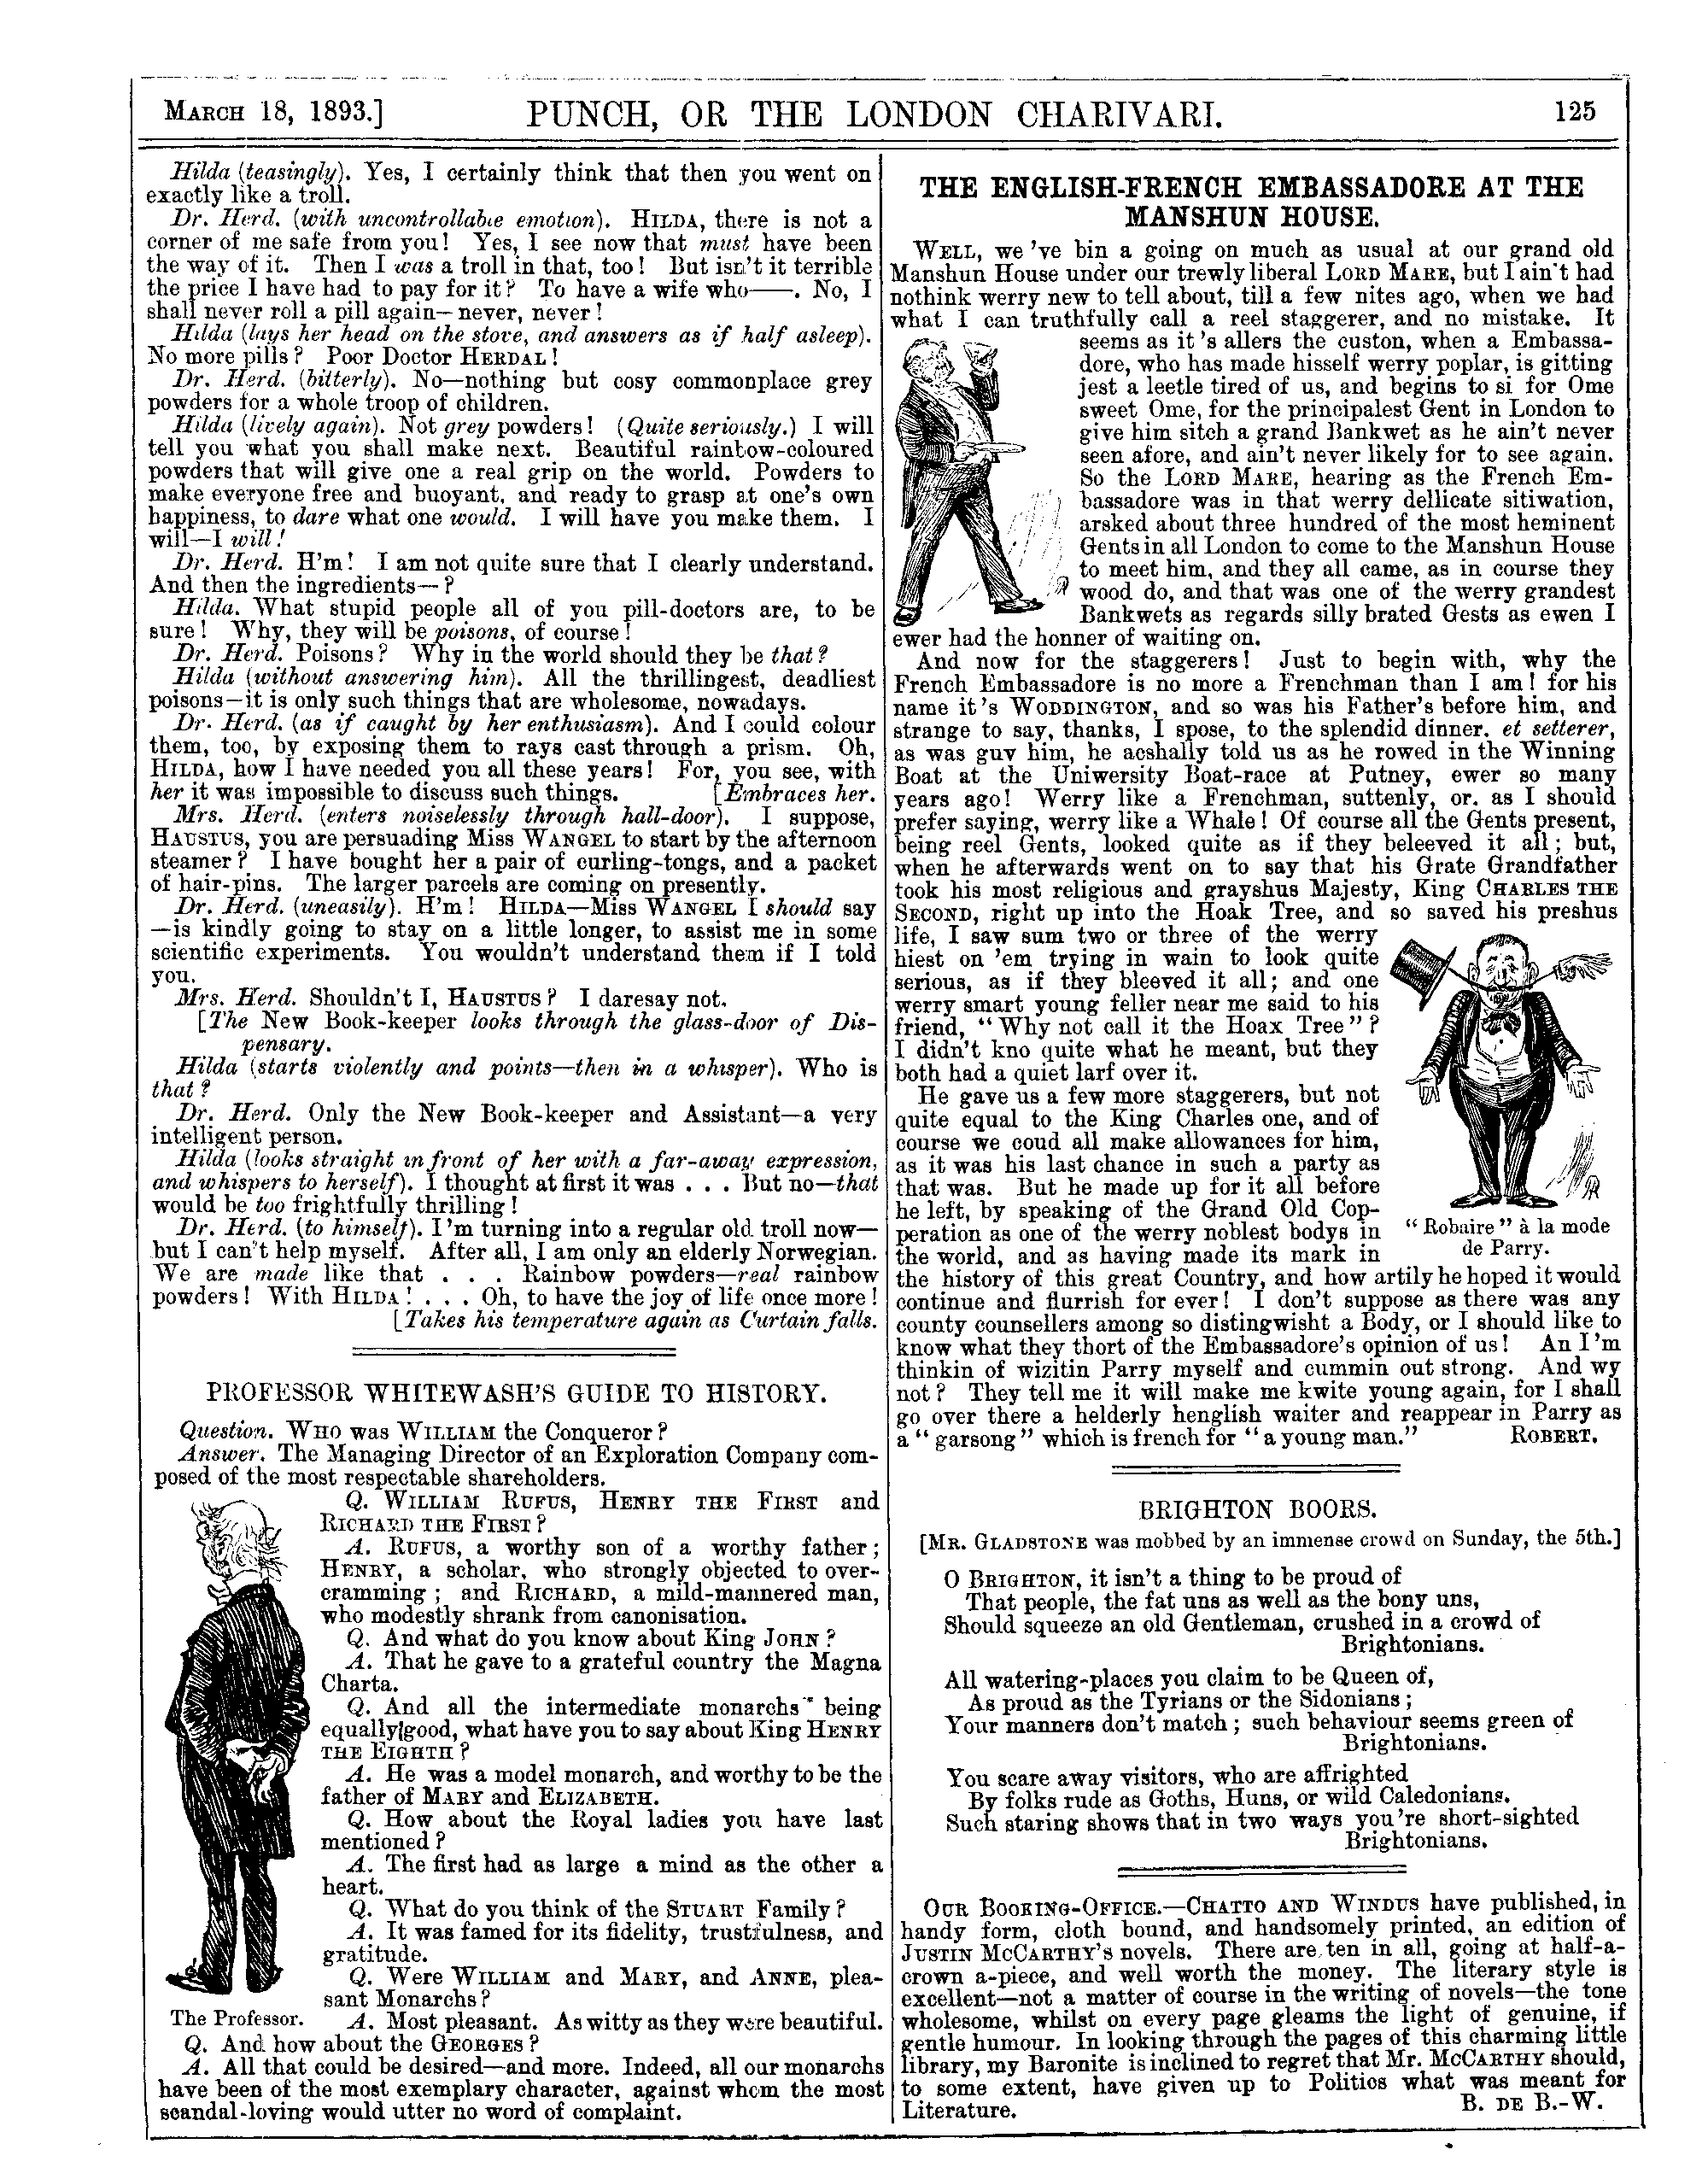 MARCH 18, 1893.] PUNCH, OR THE LONDON CHARIVARI. 125
Hilda (teasingly). Yes, I certainly think that then you went on
exactly like a troll.
Dr. Herd. (with uncontrollable emotion). HILDA, there is not a
corner of me safe from you! Yes, I see now that must have been
the way of it. Then I was a troll in that, too! But isn't it terrible
the price I have had to pay for it? To have a wife who——. No, I
shall never roll a pill again—never, never!
Hilda (lays her head on the stove, and answers as if half asleep).
No more pills? Poor Doctor HERDAL!
Dr. Herd. (bitterly). No—nothing but cosy commonplace grey
powders for a whole troop of children.
Hilda (lively again). Not grey powders! (Quite seriously.) I will
tell you what you shall make next. Beautiful rainbow-coloured
powders that will give one a real grip on the world. Powders to
make everyone free and buoyant, and ready to grasp at one's own
happiness, to dare what one would. I will have you make them. I
will—I will!
Dr. Herd. H'm! I am not quite sure that I clearly understand.
And then the ingredients—?
Hilda. What stupid people all of you pill-doctors are, to be
sure! Why, they will be poisons, of course!
Dr. Herd. Poisons? Why in the world should they be that?
Hilda (without answering him). All the thrillingest, deadliest
poisons—it is only such things that are wholesome, nowadays.
Dr. Herd. (as if caught by her enthusiasm). And I could colour
them, too, by exposing them to rays cast through a prism. Oh,
HILDA, how I have needed you all these years! For, you see, with
her it was impossible to discuss such things. [Embraces her.
Mrs. Herd. (enters noiselessly through hall-door). I suppose,
HAUSTUS, you are persuading Miss WANGEL to start by the afternoon
steamer? I have bought her a pair of curling-tongs, and a packet
of hair-pins. The larger parcels are coming on presently.
Dr. Herd. (uneasily). H'm! HILDA—Miss WANGEL I should say
—is kindly going to stay on a little longer, to assist me in some
scientific experiments. You wouldn't understand them if I told
you.
Mrs. Herd. Shouldn't I, HAUSTUS? I daresay not.
[The New Book-keeper looks through the glass-door of Dis-
pensary.
Hilda (starts violently and points—then in a whisper). Who is
that?
Dr. Herd. Only the New Book-keeper and Assistant—a very
intelligent person.
Hilda (looks straight in front of her with a far-away expression,
and whispers to herself). I thought at first it was . . . But no—that
would be too frightfully thrilling!
Dr. Herd. (to himself). I'm turning into a regular old troll now—
but I can't help myself. After all, I am only an elderly Norwegian.
We are made like that . . . Rainbow powders—real rainbow
powders! With HILDA! . . . Oh, to have the joy of life once more!
[Takes his temperature again as Curtain falls.
PROFESSOR WHITEWASH'S GUIDE TO HISTORY.
Question. WHO was WILLIAM the Conqueror?
Answer. The Managing Director of an Exploration Company com-
posed of the most respectable shareholders.
Q. WILLIAM RUFUS, HENRY THE FIRST and
RICHARD THE FIRST?
A. RUFUS, a worthy son of a worthy father;
HENRY, a scholar, who strongly objected to over-
cramming; and RICHARD, a mild-mannered man,
who modestly shrank from canonisation.
Q. And what do you know about King JOHN?
A. That he gave to a grateful country the Magna
Charta.
Q. And all the intermediate monarchs being
equally good, what have you to say about King HENRY
THE EIGHTH?
A. He was a model monarch, and worthy to be the
father of MARY and ELIZABETH.
Q. How about the Royal ladies you have last
mentioned?
A. The first had as large a mind as the other a
heart.
Q. What do you think of the STUART Family?
A. It was famed for its fidelity, trustfulness, and
gratitude.
Q. Were WILLIAM and MARY, and ANNE, plea-
sant Monarchs?
The Professor.
A. Most pleasant. As witty as they were beautiful.
Q. And how about the GEORGES?
A. All that could be desired—and more. Indeed, all our monarchs
have been of the most exemplary character, against whom the most
scandal-loving would utter no word of complaint.
THE ENGLISH-FRENCH EMBASSADORE AT THE
MANSHUN HOUSE.
WELL, we 've bin a going on much as usual at our grand old
Manshun House under our trewly liberal LORD MARE, but I ain't had
nothink werry new to tell about, till a few nites ago, when we had
what I can truthfully call a reel staggerer, and no mistake. It
seems as it 's allers the custon, when a Embassa-
dore, who has made hisself werry poplar, is gitting
jest a leetle tired of us, and begins to si for Ome
sweet Ome, for the principalest Gent in London to
give him sitch a grand Bankwet as he ain't never
seen afore, and ain't never likely for to see again.
So the LORD MARE, hearing as the French Em-
bassadore was in that werry dellicate sitiwation,
arsked about three hundred of the most heminent
Gents in all London to come to the Manshun House
to meet him, and they all came, as in course they
wood do, and that was one of the werry grandest
Bankwets as regards silly brated Gests as ewen I
ewer had the honner of waiting on.
And now for the staggerers! Just to begin with, why the
French Embassadore is no more a Frenchman than I am! for his
name it 's WODDINGTON, and so was his Father's before him, and
strange to say, thanks, I spose, to the splendid dinner. et setterer,
as was guv him, he acshally told us as he rowed in the Winning
Boat at the Uniwersity Boat-race at Putney, ewer so many
years ago! Werry like a Frenchman, suttenly, or. as I should
prefer saying, werry like a Whale! Of course all the Gents present,
being reel Gents, looked quite as if they beleeved it all; but,
when he afterwards went on to say that his Grate Grandfather
took his most religious and grayshus Majesty, King CHARLES THE
SECOND, right up into the Hoak Tree, and so saved his preshus
life, I saw sum two or three of the werry
hiest on 'em trying in wain to look quite
serious, as if they bleeved it all; and one
werry smart young feller near me said to his
friend, "Why not call it the Hoax Tree"?
I didn't kno quite what he meant, but they
both had a quiet larf over it.
He gave us a few more staggerers, but not
quite equal to the King Charles one, and of
course we coud all make allowances for him,
as it was his last chance in such a party as
that was. But he made up for it all before
he left, by speaking of the Grand Old Cop-
peration as one of the werry noblest bodys in
the world, and as having made its mark in
"Robaire" à la mode
de Parry.
the history of this great Country, and how artily he hoped it would
continue and flurrish for ever! I don't suppose as there was any
county counsellers among so distingwisht a Body, or I should like to
know what they thort of the Embassadore's opinion of us! An I'm
thinkin of wizitin Parry myself and cummin out strong. And wy
not? They tell me it will make me kwite young again, for I shall
go over there a helderly henglish waiter and reappear in Parry as
a "garsong" which is french for "a young man." ROBERT.
BRIGHTON BOORS.
[MR. GLADSTONE was mobbed by an immense crowd on Sunday, the 5th.]
O BRIGHTON, it isn't a thing to be proud of
That people, the fat uns as well as the bony uns,
Should squeeze an old Gentleman, crushed in a crowd of
Brightonians.
All watering-places you claim to be Queen of,
As proud as the Tyrians or the Sidonians;
Your manners don't match; such behaviour seems green of
Brightonians.
You scare away visitors, who are affrighted
By folks rude as Goths, Huns, or wild Caledonians.
Such staring shows that in two ways you 're short-sighted
Brightonians.
OUR BOOKING-OFFICE.—CHATTO AND WINDUS have published, in
handy form, cloth bound, and handsomely printed, an edition of
JUSTIN MCCARTHY'S novels. There are ten in all, going at half-a-
crown a-piece, and well worth the money. The literary style is
excellent—not a matter of course in the writing of novels—the tone
wholesome, whilst on every page gleams the light of genuine, if
gentle humour. In looking through the pages of this charming little
library, my Baronite is inclined to regret that Mr. MCCARTHY should,
to some extent, have given up to Politics what was meant for
Literature. B. DE B.-W.